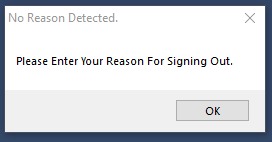 No Reason Detected.
Please Enter Your Reason For Signing Out.
OK